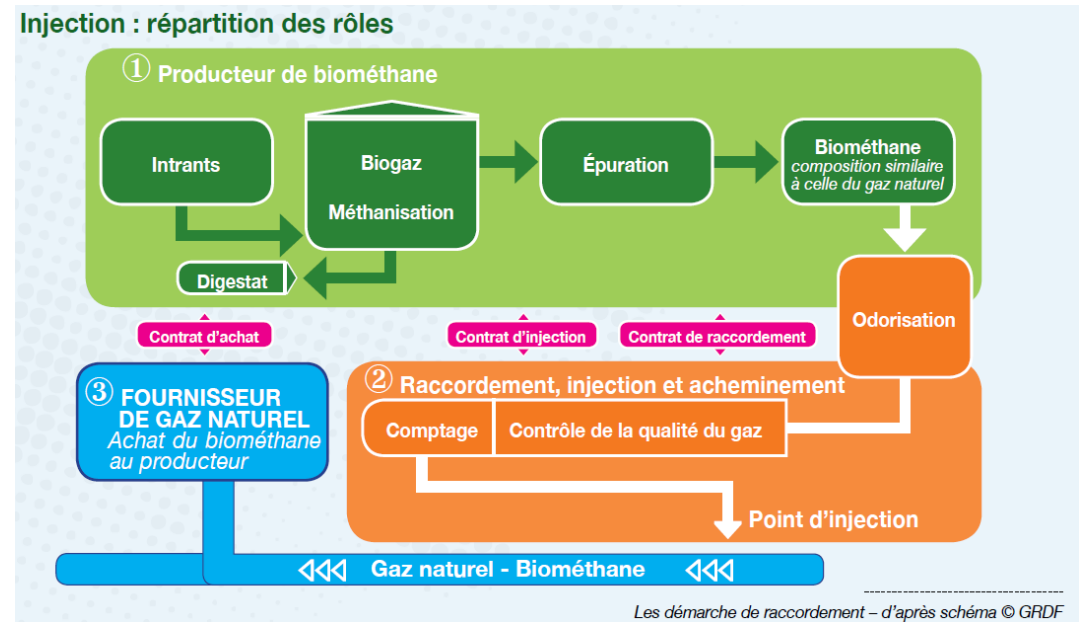 Injection : répartition des rôles
① Producteur de biométhane
Intrants
Biogaz
Méthanisation
Épuration
Biométhane
composition similaire
à celle du gaz naturel
Digestat
Odorisation
Contrat d'achat
Contrat d'injection
Contrat de raccordement
③ FOURNISSEUR
DE GAZ NATUREL
Achat du biométhane
au producteur
② Raccordement, injection et acheminement
Comptage
Contrôle de la qualité du gaz
Point d'injection
Gaz naturel - Biométhane
Les démarche de raccordement – d'après schéma © GRDF